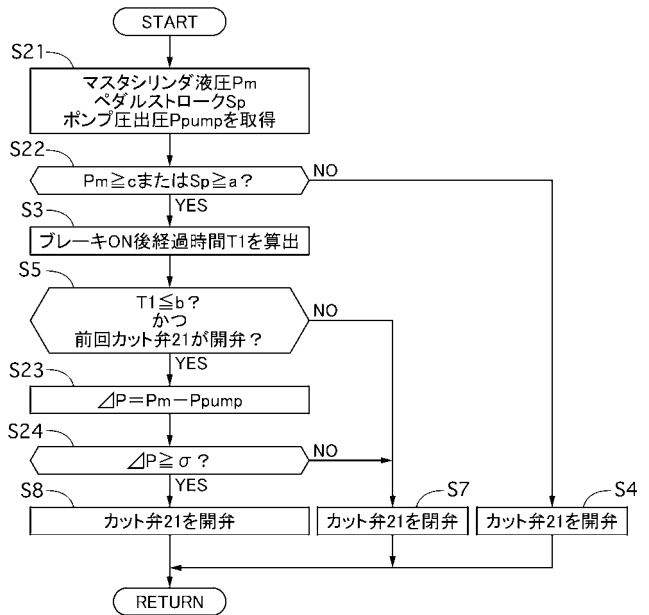 START
S21
マスタシリンダ液圧Pm
ペダルストロークSp
ポンプ圧出圧Ppumpを取得
S22
Pm≧cまたはSp≧a?
NO
YES
S3
ブレーキON後経過時間T1を算出
S5
T1≦b?
かつ
前回カット弁21が開弁?
NO
YES
S23
⊿P=Pm-Ppump
S24
⊿P≧σ?
NO
YES
S8
カット弁21を開弁
S7
カット弁21を閉弁
S4
カット弁21を開弁
RETURN